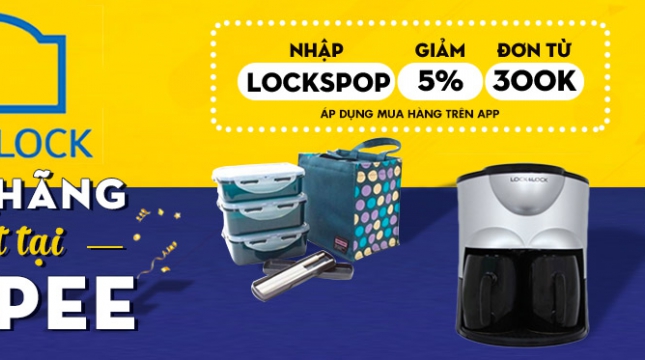 NHẬP GIẢM ĐƠN TỪ
LOCKSPOP 5% 300K
ÁP DỤNG MUA HÀNG TRÊN APP
LOCK
HÃNG
t tại
PEE
LOCK&LOCK